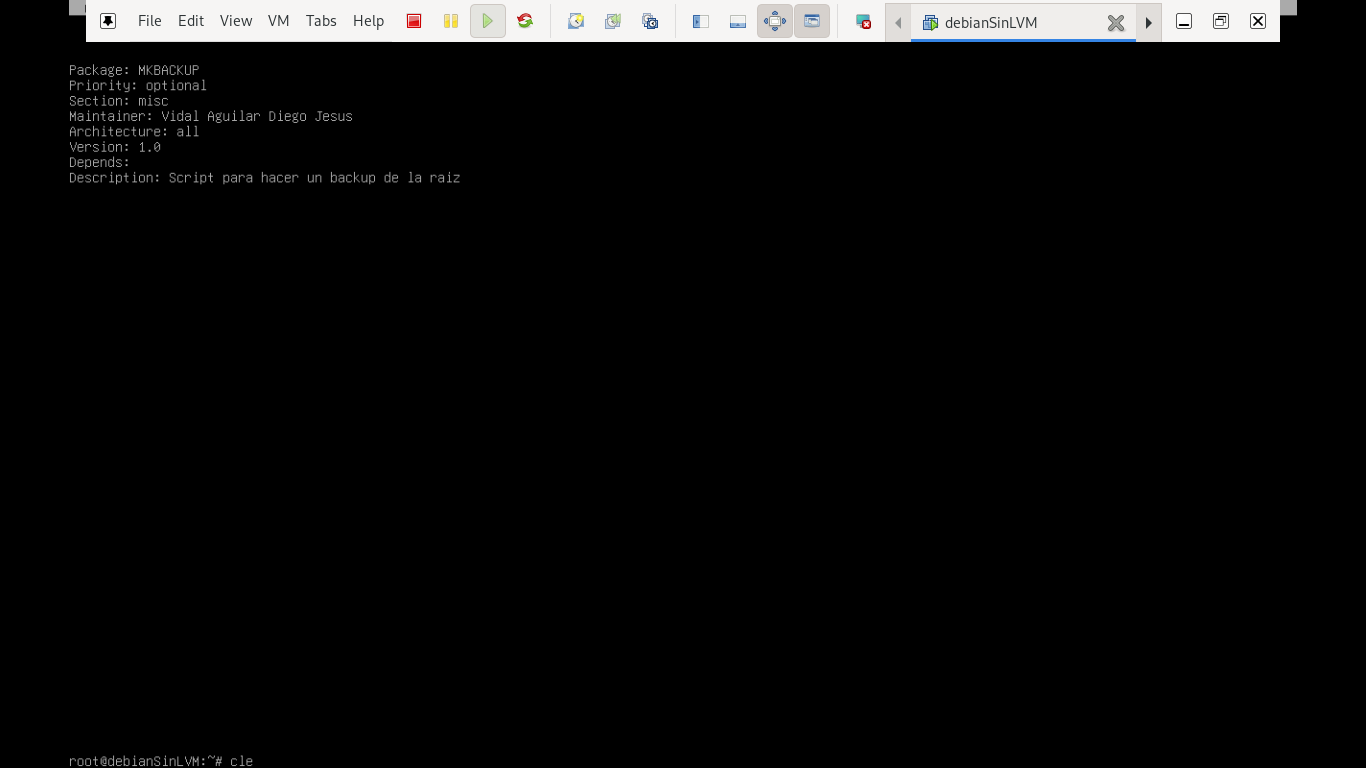 File Edit View VM Tabs Help debianSinLVM
Package: MKBACKUP
Priority: optional
Section: misc
Maintainer: Vidal Aguilar Diego Jesus
Architecture: all
Version: 1.0
Depends:
Description: Script para hacer un backup de la raiz
root@debianSinLVM:~# cle